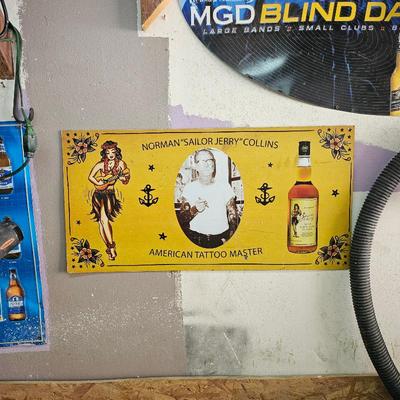 MGD BLIND DA
LARGE BANDS :: SMALL CLUBS ::
NORMAN "SAILOR JERRY" COLLINS
AMERICAN TATTOO MASTER